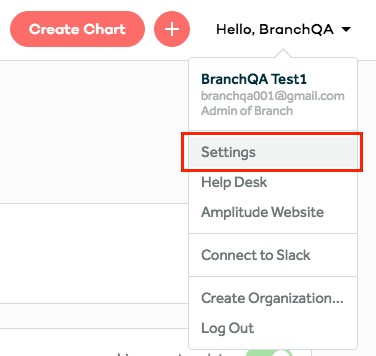 Create Chart + Hello, BranchQA
BranchQA Test1
branchqa001@gmail.com
Admin of Branch
Settings
Help Desk
Amplitude Website
Connect to Slack
Create Organization...
Log Out